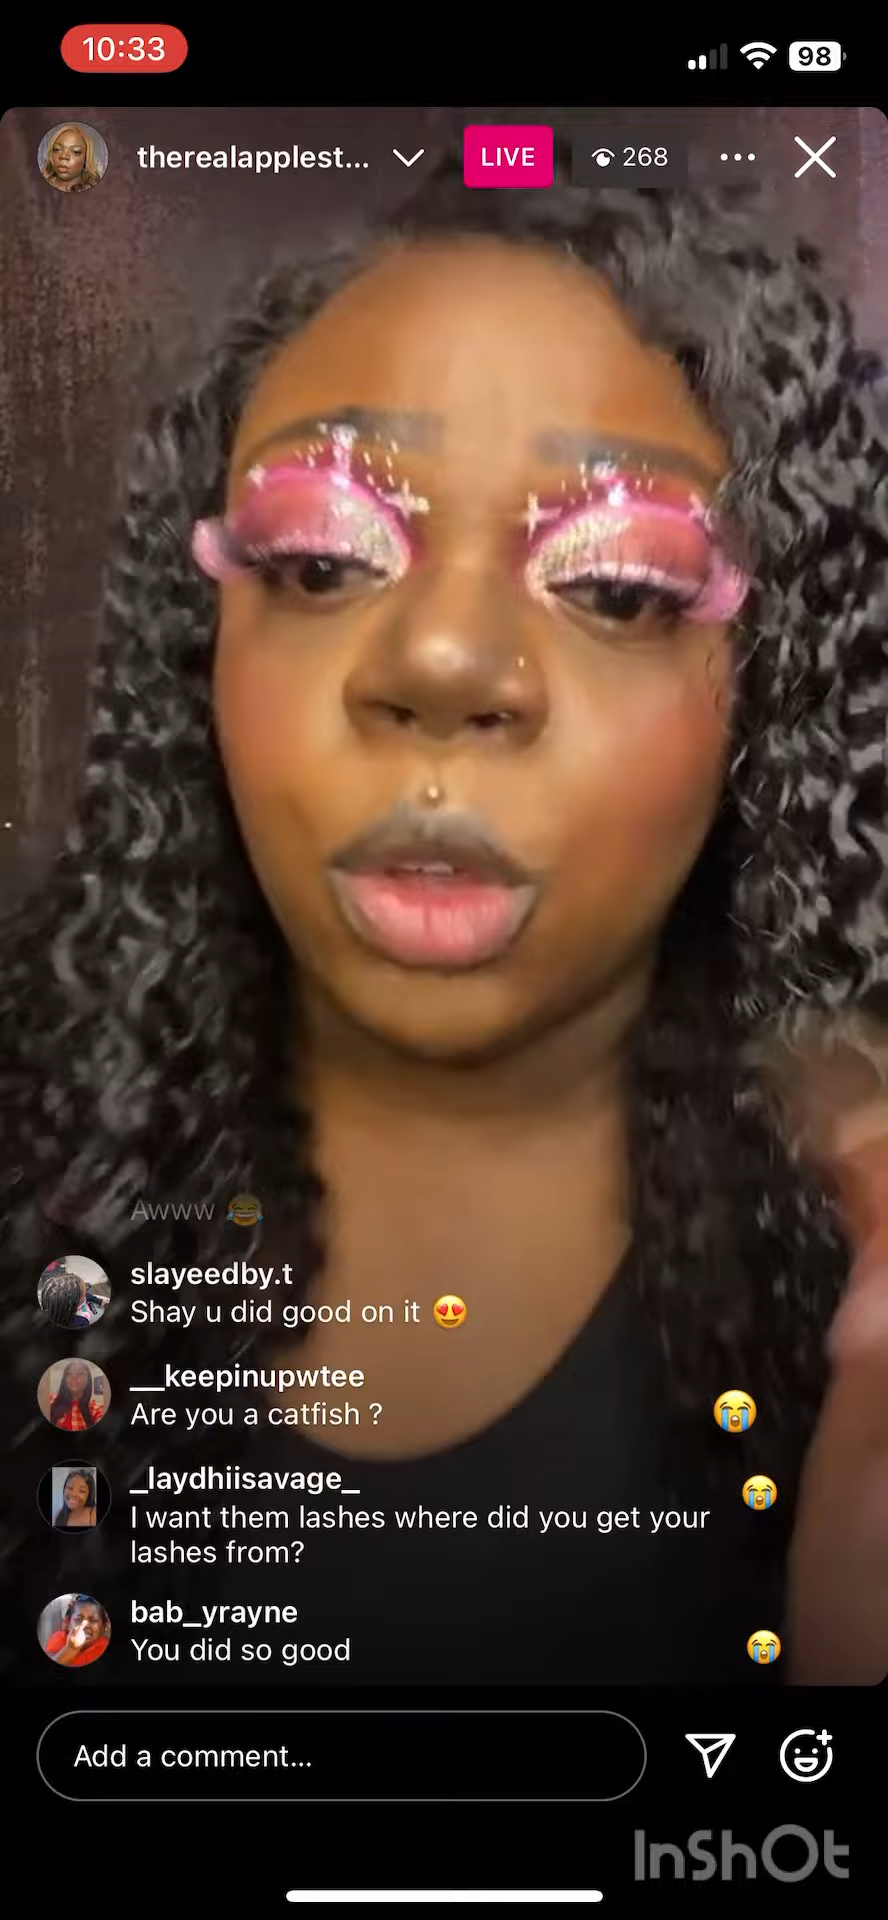 10:33
98
therealapplest...
LIVE
268
Awww 😂
slayeedby.t
Shay u did good on it 😍
__keepinupwtee
Are you a catfish ?
_laydhiisavage_
I want them lashes where did you get your
lashes from?
bab_yrayne
You did so good
Add a comment...
InShOt